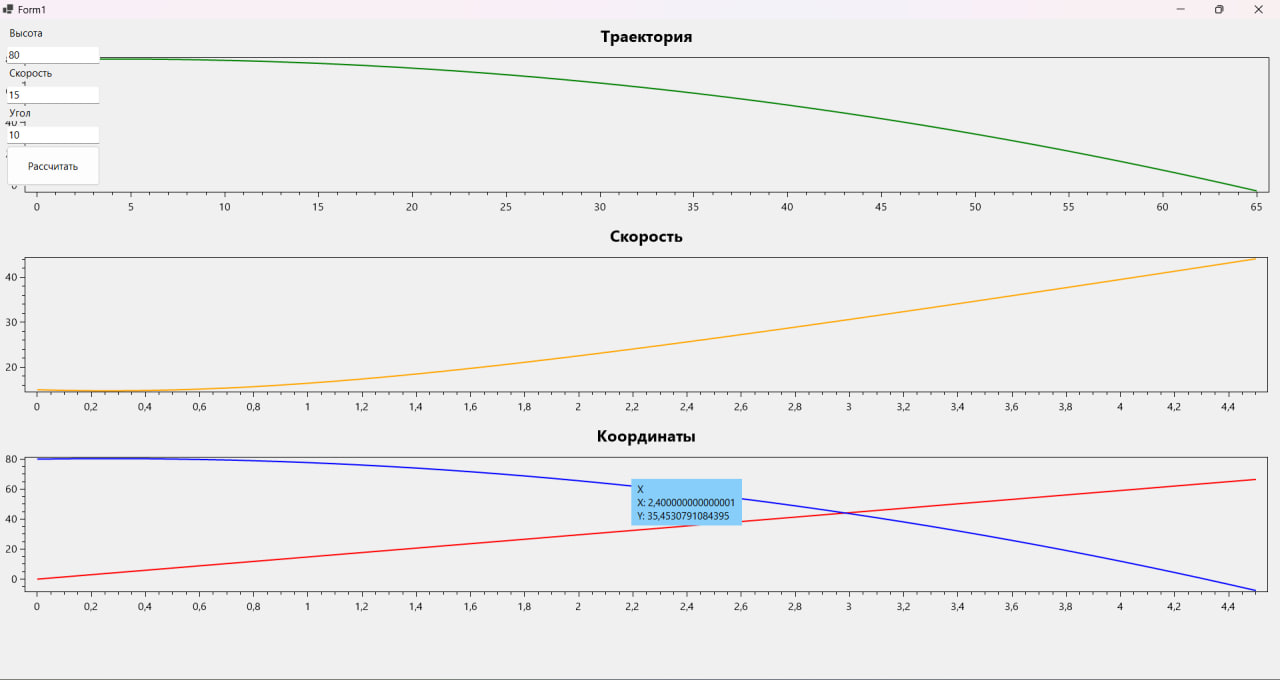 Form1
Высота
80
Скорость
15
Угол
10
Рассчитать
Траектория
0 5 10 15 20 25 30 35 40 45 50 55 60 65
Скорость
40
30
20
0 0,2 0,4 0,6 0,8 1 1,2 1,4 1,6 1,8 2 2,2 2,4 2,6 2,8 3 3,2 3,4 3,6 3,8 4 4,2 4,4
Координаты
80
60
40
20
0
X
X: 2,400000000000001
Y: 35,4530791084395
0 0,2 0,4 0,6 0,8 1 1,2 1,4 1,6 1,8 2 2,2 2,4 2,6 2,8 3 3,2 3,4 3,6 3,8 4 4,2 4,4